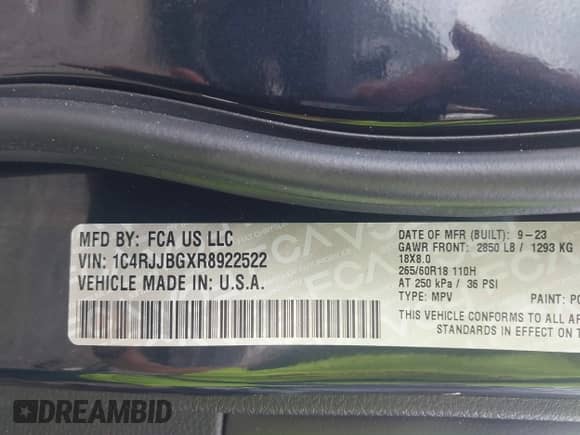 MFD BY: FCA US LLC
VIN: 1C4RJJBGXR8922522
VEHICLE MADE IN: U.S.A.
DATE OF MFR (BUILT): 9-23
GAWR FRONT: 2850 LB / 1293 KG
18X8.0
265/60R18 110H
AT 250 kPa / 36 PSI
TYPE: MPV PAINT:
THIS VEHICLE CONFORMS TO ALL
STANDARDS IN EFFECT ON
DREAMBID